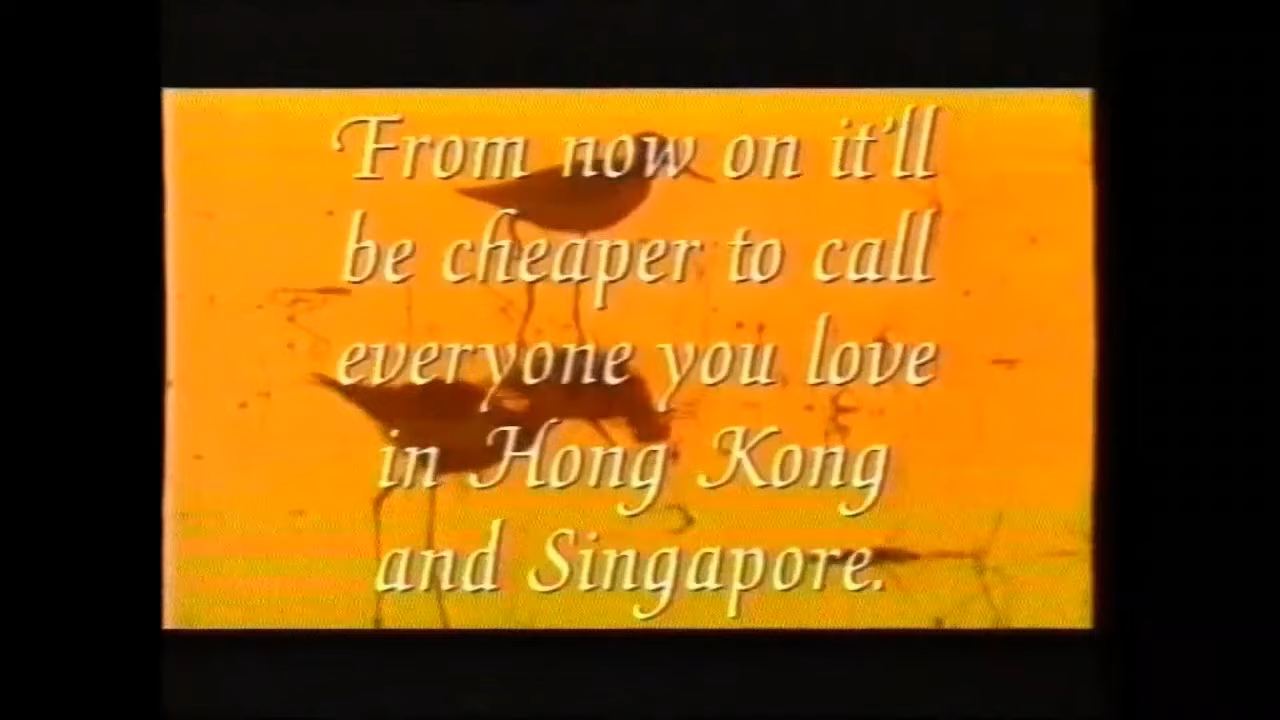 From now on it'll
be cheaper to call
everyone you love
in Hong Kong
and Singapore.